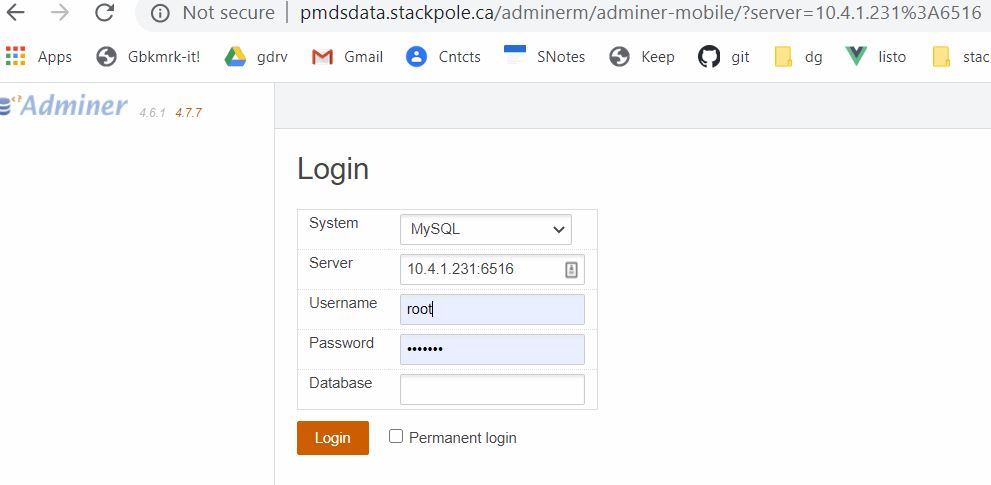 Not secure | pmdsdata.stackpole.ca/adminerm/adminer-mobile/?server=10.4.1.231%3A6516
Apps Gbkmrk-it! gdrv Gmail Cntcts SNotes Keep git dg listo stac
Adminer 4.6.1 4.7.7
Login
System MySQL
Server 10.4.1.231:6516
Username root
Password •••••••
Database
Login Permanent login